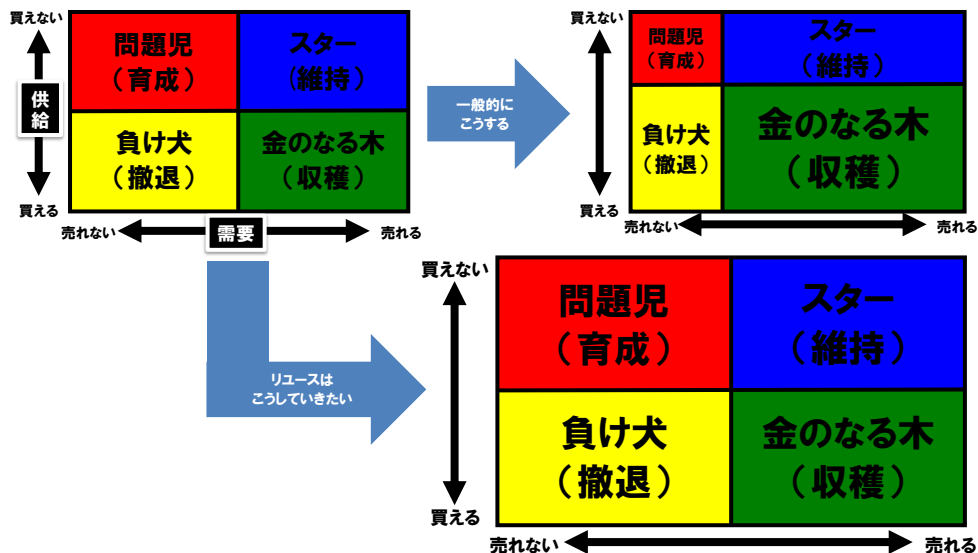 買えない
供
給
買える
問題児
（育成）
スター
（維持）
負け犬
（撤退）
金のなる木
（収穫）
売れない
需要
売れる
一般的に
こうする
買えない
買える
問題児
（育成）
スター
（維持）
負け犬
（撤退）
金のなる木
（収穫）
売れない
売れる
リユースは
こうしていきたい
買えない
買える
問題児
（育成）
スター
（維持）
負け犬
（撤退）
金のなる木
（収穫）
売れない
売れる